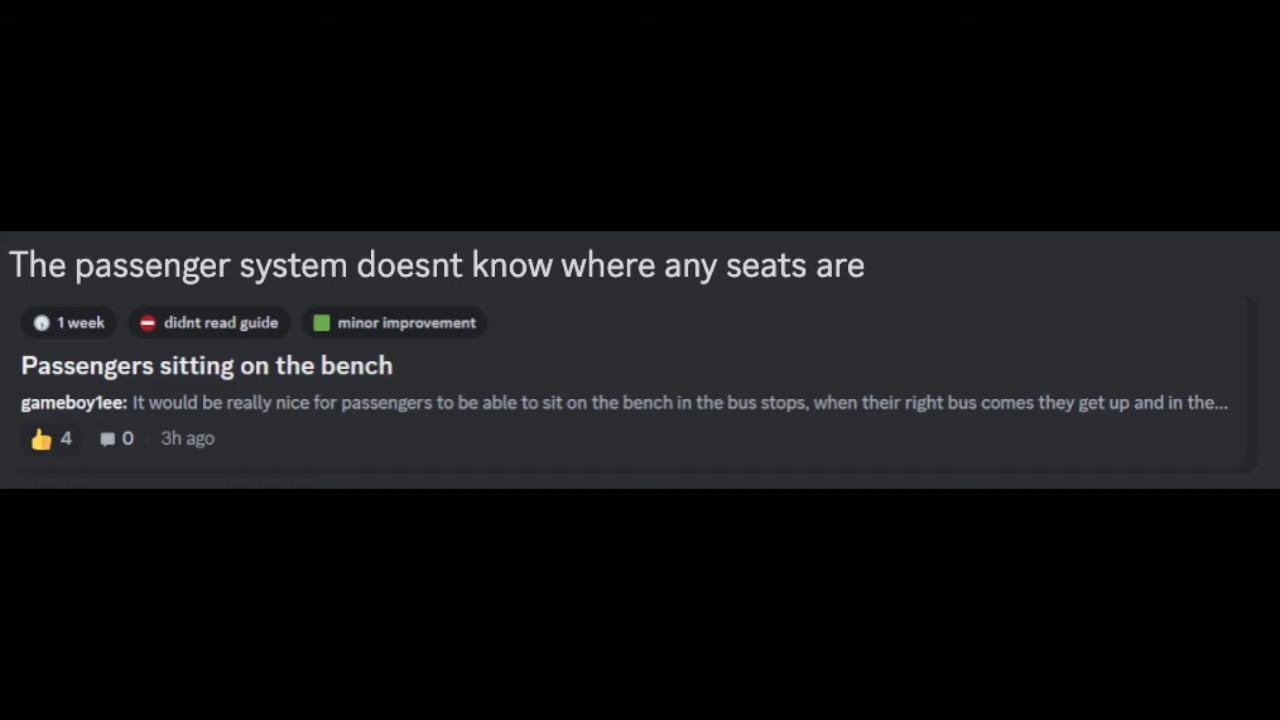 The passenger system doesnt know where any seats are
1 week didnt read guide minor improvement
Passengers sitting on the bench
gameboy1ee: It would be really nice for passengers to be able to sit on the bench in the bus stops, when their right bus comes they get up and in the...
4 0 3h ago